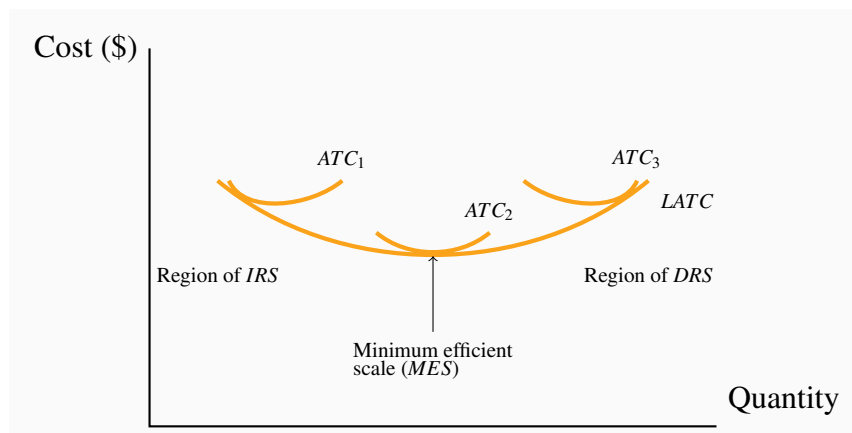 Cost ($)
ATC₁
ATC₃
ATC₂
LATC
Region of IRS
Region of DRS
Minimum efficient
scale (MES)
Quantity